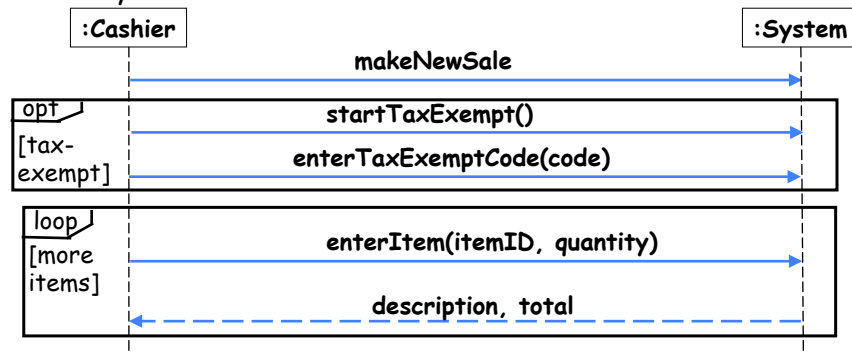 :Cashier
:System
makeNewSale
opt
startTaxExempt()
[tax-
exempt]
enterTaxExemptCode(code)
loop
enterItem(itemID, quantity)
[more
items]
description, total